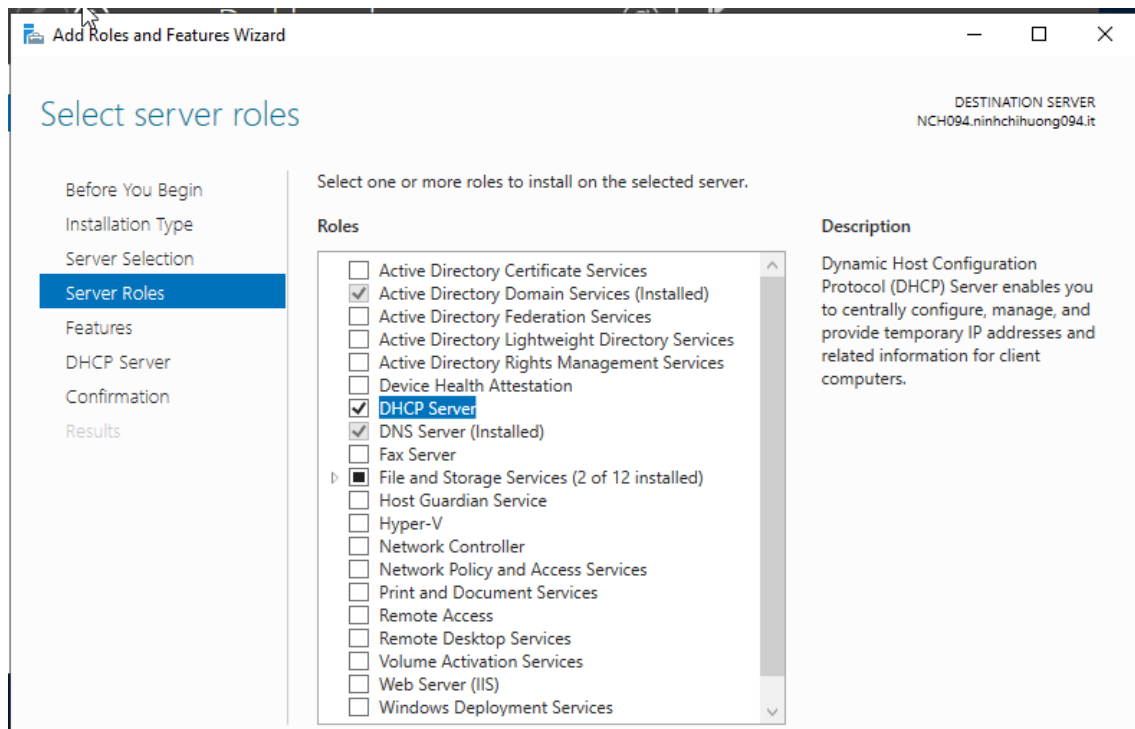 Add Roles and Features Wizard
Select server roles
DESTINATION SERVER
NCH094.ninhchihuong094.it
Before You Begin
Installation Type
Server Selection
Server Roles
Features
DHCP Server
Confirmation
Results
Select one or more roles to install on the selected server.
Roles
Active Directory Certificate Services
Active Directory Domain Services (Installed)
Active Directory Federation Services
Active Directory Lightweight Directory Services
Active Directory Rights Management Services
Device Health Attestation
DHCP Server
DNS Server (Installed)
Fax Server
File and Storage Services (2 of 12 installed)
Host Guardian Service
Hyper-V
Network Controller
Network Policy and Access Services
Print and Document Services
Remote Access
Remote Desktop Services
Volume Activation Services
Web Server (IIS)
Windows Deployment Services
Description
Dynamic Host Configuration
Protocol (DHCP) Server enables you
to centrally configure, manage, and
provide temporary IP addresses and
related information for client
computers.